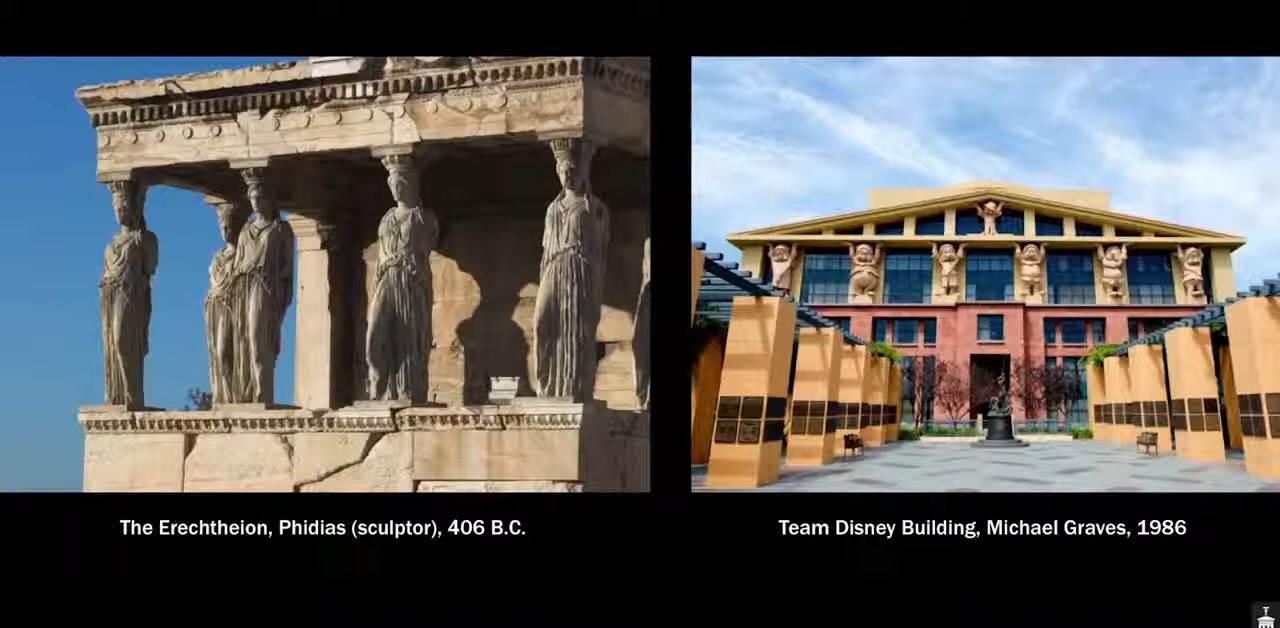 The Erechtheion, Phidias (sculptor), 406 B.C.
Team Disney Building, Michael Graves, 1986